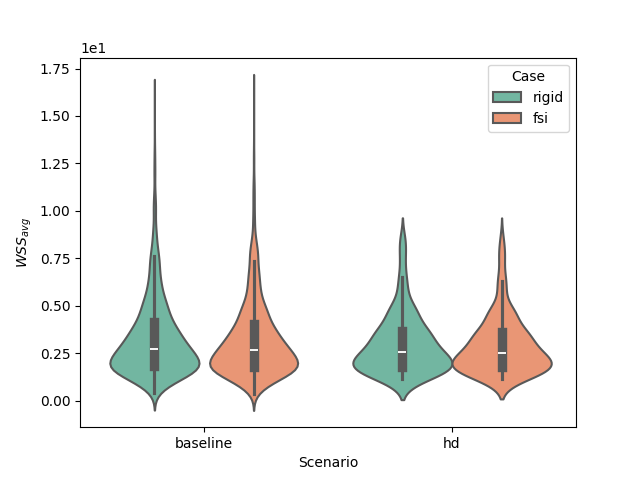 1e1
1.75
1.50
1.25
1.00
0.75
0.50
0.25
0.00
WSS_avg
baseline
hd
Scenario
Case
rigid
fsi